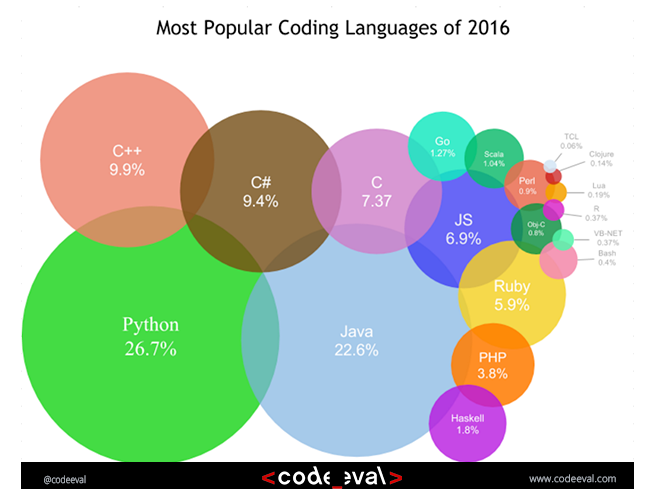 Most Popular Coding Languages of 2016
C++
9.9%
C#
9.4%
C
7.37
Go
1.27%
Scala
1.04%
TCL
0.06%
Clojure
0.14%
Perl
0.9%
Lua
0.19%
R
0.37%
JS
6.9%
Obj-C
0.8%
VB-NET
0.37%
Bash
0.4%
Ruby
5.9%
Python
26.7%
Java
22.6%
PHP
3.8%
Haskell
1.8%
@codeeval
<code_eval>
www.codeeval.com